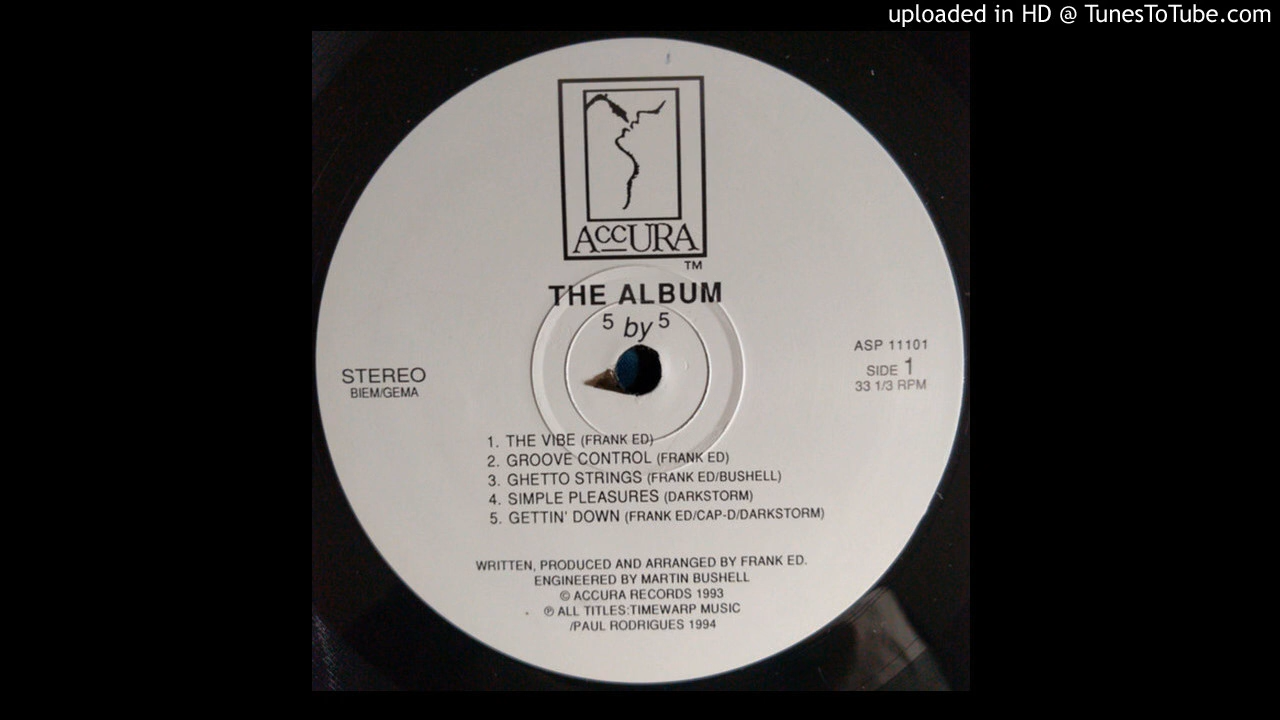 uploaded in HD @ TunesToTube.com
ACCURA
TM
THE ALBUM
5 by 5
STEREO
BIEM/GEMA
ASP 11101
SIDE 1
33 1/3 RPM
1. THE VIBE (FRANK ED)
2. GROOVE CONTROL (FRANK ED)
3. GHETTO STRINGS (FRANK ED/BUSHELL)
4. SIMPLE PLEASURES (DARKSTORM)
5. GETTIN' DOWN (FRANK ED/CAP-D/DARKSTORM)
WRITTEN, PRODUCED AND ARRANGED BY FRANK ED.
ENGINEERED BY MARTIN BUSHELL
© ACCURA RECORDS 1993
℗ ALL TITLES:TIMEWARP MUSIC
/PAUL RODRIGUES 1994